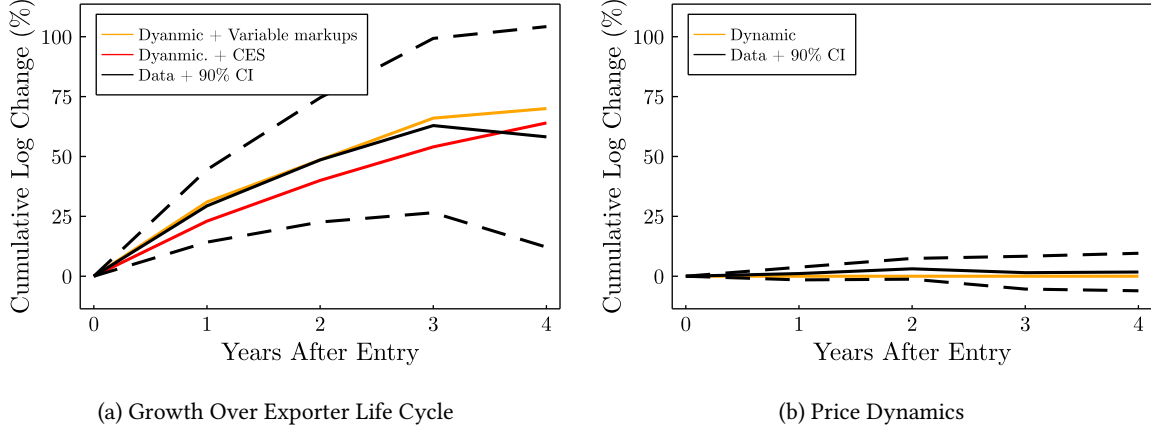 Cumulative Log Change (%)
100
75
50
25
0
Dyanmic + Variable markups
Dyanmic. + CES
Data + 90% CI
0 1 2 3 4
Years After Entry
(a) Growth Over Exporter Life Cycle
Cumulative Log Change (%)
100
75
50
25
0
Dynamic
Data + 90% CI
0 1 2 3 4
Years After Entry
(b) Price Dynamics